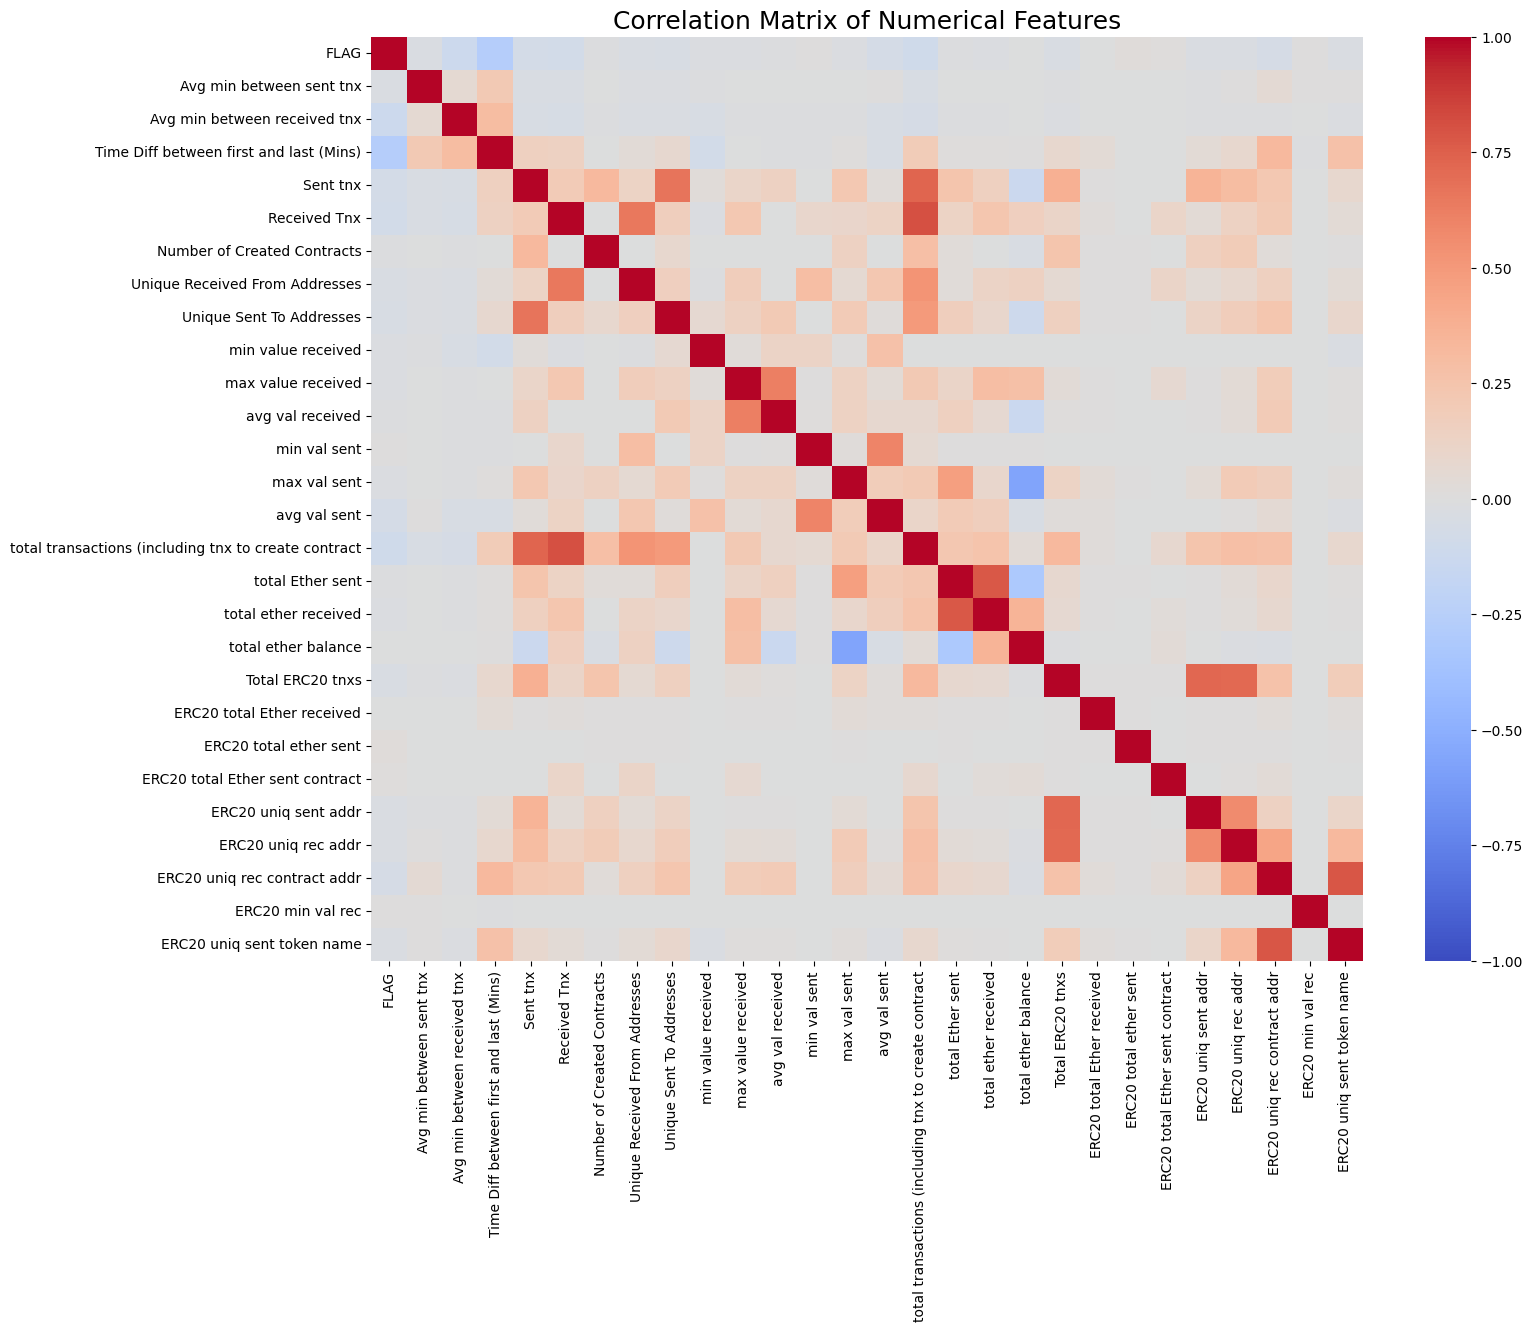 Correlation Matrix of Numerical Features
FLAG
Avg min between sent tnx
Avg min between received tnx
Time Diff between first and last (Mins)
Sent tnx
Received Tnx
Number of Created Contracts
Unique Received From Addresses
Unique Sent To Addresses
min value received
max value received
avg val received
min val sent
max val sent
avg val sent
total transactions (including tnx to create contract
total Ether sent
total ether received
total ether balance
Total ERC20 tnxs
ERC20 total Ether received
ERC20 total ether sent
ERC20 total Ether sent contract
ERC20 uniq sent addr
ERC20 uniq rec addr
ERC20 uniq rec contract addr
ERC20 min val rec
ERC20 uniq sent token name
FLAG
Avg min between sent tnx
Avg min between received tnx
Time Diff between first and last (Mins)
Sent tnx
Received Tnx
Number of Created Contracts
Unique Received From Addresses
Unique Sent To Addresses
min value received
max value received
avg val received
min val sent
max val sent
avg val sent
total transactions (including tnx to create contract
total Ether sent
total ether received
total ether balance
Total ERC20 tnxs
ERC20 total Ether received
ERC20 total ether sent
ERC20 total Ether sent contract
ERC20 uniq sent addr
ERC20 uniq rec addr
ERC20 uniq rec contract addr
ERC20 min val rec
ERC20 uniq sent token name
1.00
0.75
0.50
0.25
0.00
−0.25
−0.50
−0.75
−1.00